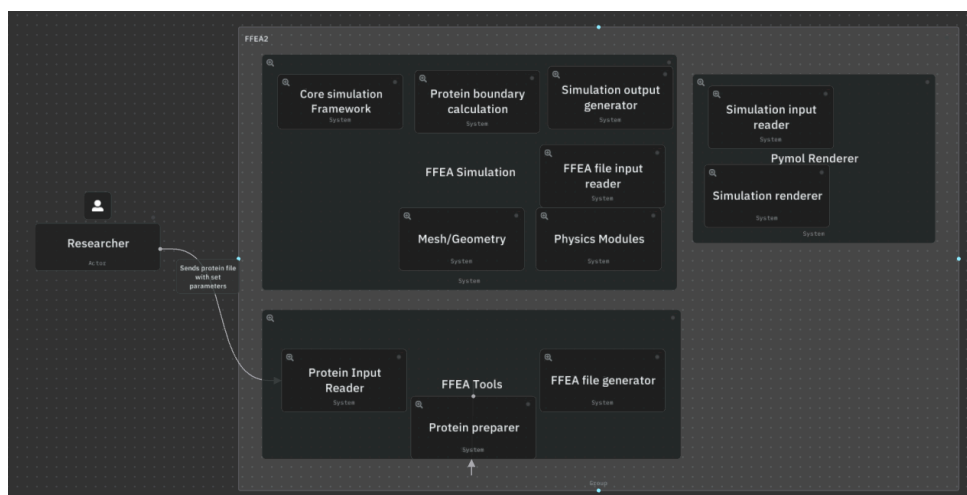 FFEA2
Core simulation
Framework
System
Protein boundary
calculation
System
Simulation output
generator
System
FFEA Simulation
FFEA file input
reader
System
Mesh/Geometry
System
Physics Modules
System
System
Simulation input
reader
Pymol Renderer
Simulation renderer
System
System
Researcher
Actor
Sends protein file
with set
parameters
Protein Input
Reader
System
FFEA Tools
FFEA file generator
System
Protein preparer
System
Group